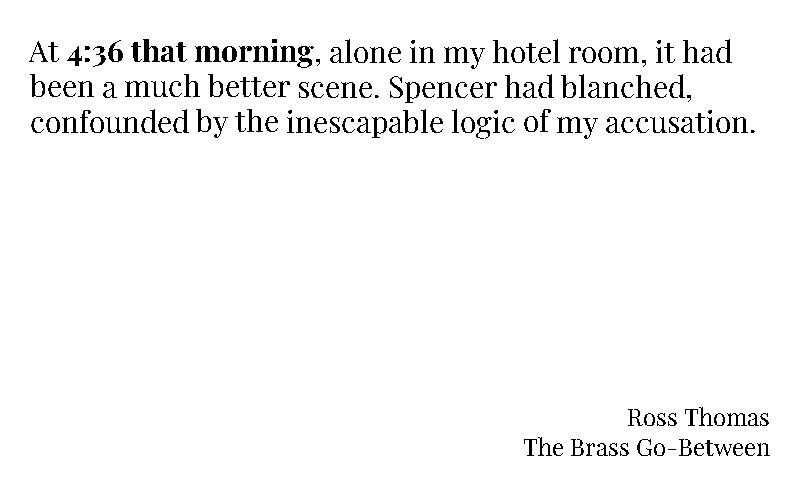 At 4:36 that morning, alone in my hotel room, it had
been a much better scene. Spencer had blanched,
confounded by the inescapable logic of my accusation.
Ross Thomas
The Brass Go-Between